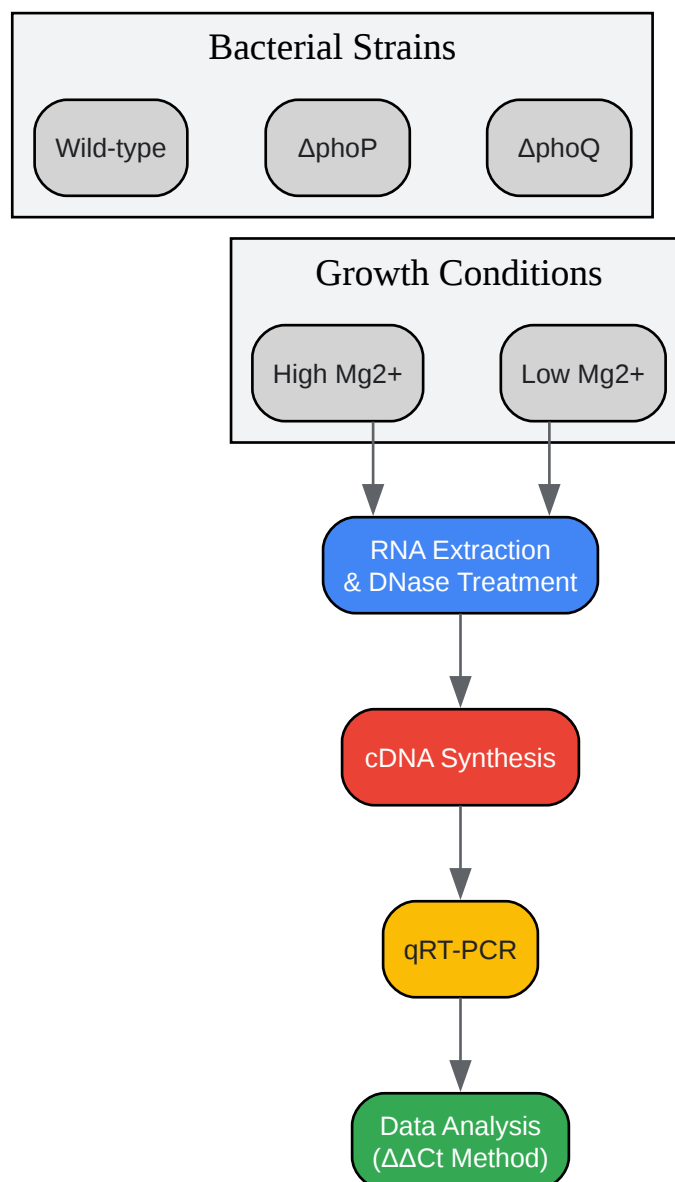 Bacterial Strains
Wild-type
ΔphoP
ΔphoQ
Growth Conditions
High Mg2+
Low Mg2+
RNA Extraction
& DNase Treatment
cDNA Synthesis
qRT-PCR
Data Analysis
(ΔΔCt Method)